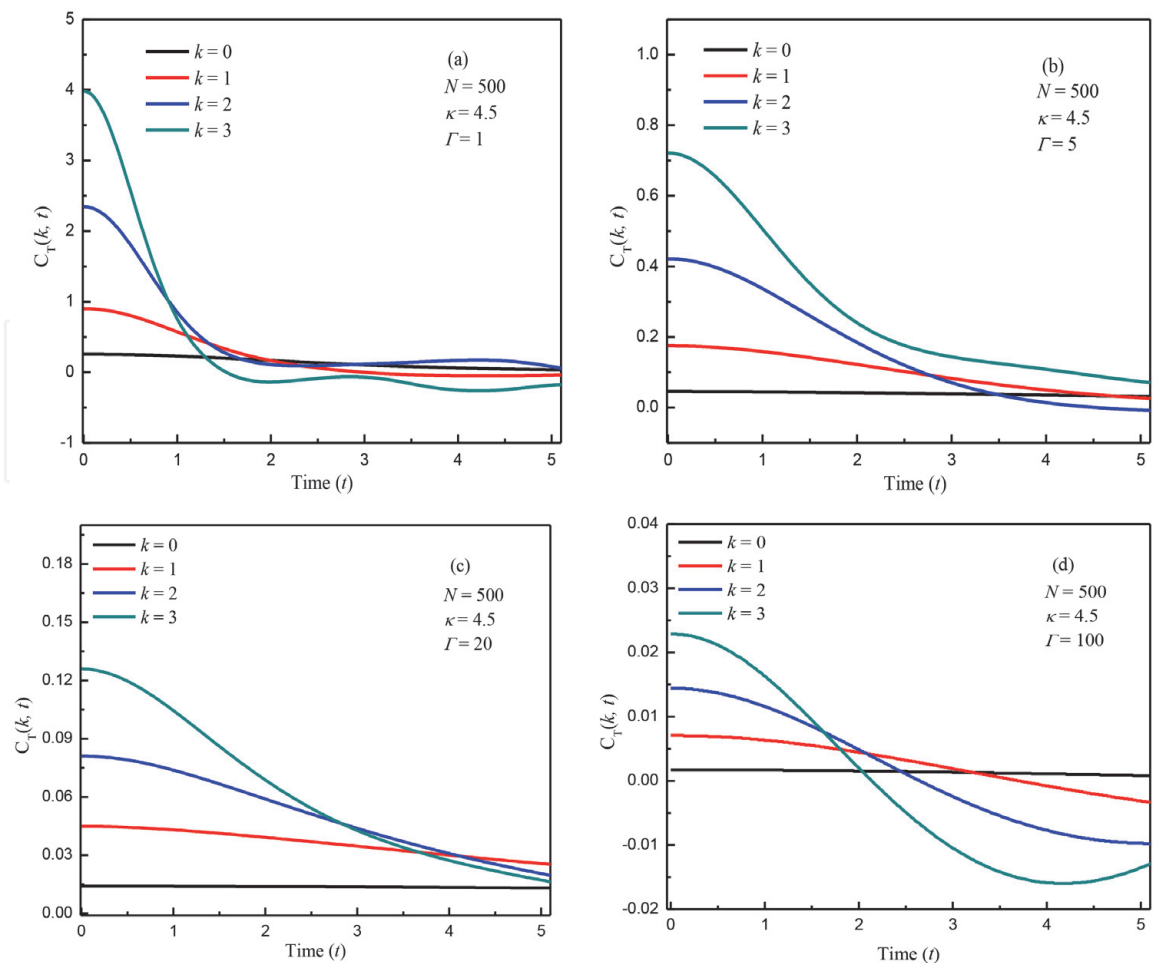 5
4
3
2
1
0
-1
C_T(k, t)
k = 0
k = 1
k = 2
k = 3
(a)
N = 500
κ = 4.5
Γ = 1
0 1 2 3 4 5
Time (t)
1.0
0.8
0.6
0.4
0.2
0.0
C_T(k, t)
k = 0
k = 1
k = 2
k = 3
(b)
N = 500
κ = 4.5
Γ = 5
0 1 2 3 4 5
Time (t)
0.18
0.15
0.12
0.09
0.06
0.03
0.00
C_T(k, t)
k = 0
k = 1
k = 2
k = 3
(c)
N = 500
κ = 4.5
Γ = 20
0 1 2 3 4 5
Time (t)
0.04
0.03
0.02
0.01
0.00
-0.01
-0.02
C_T(k, t)
k = 0
k = 1
k = 2
k = 3
(d)
N = 500
κ = 4.5
Γ = 100
0 1 2 3 4 5
Time (t)